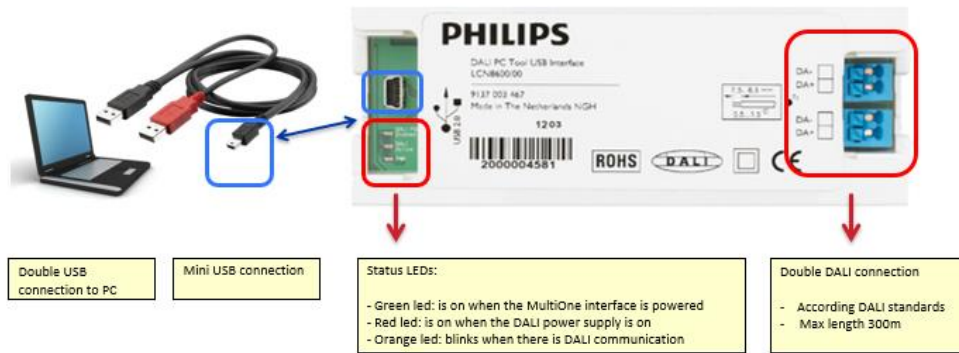 PHILIPS
DALI PC Tool USB Interface
LCN8600/00
9137 003 467
Made in The Netherlands NGH
1203
2000004581
USB 2.0
DALI
PWR
ROHS
DALI
CE
DA-
DA+
DA-
DA+
Double USB
connection to PC
Mini USB connection
Status LEDs:
- Green led: is on when the MultiOne interface is powered
- Red led: is on when the DALI power supply is on
- Orange led: blinks when there is DALI communication
Double DALI connection
- According DALI standards
- Max length 300m